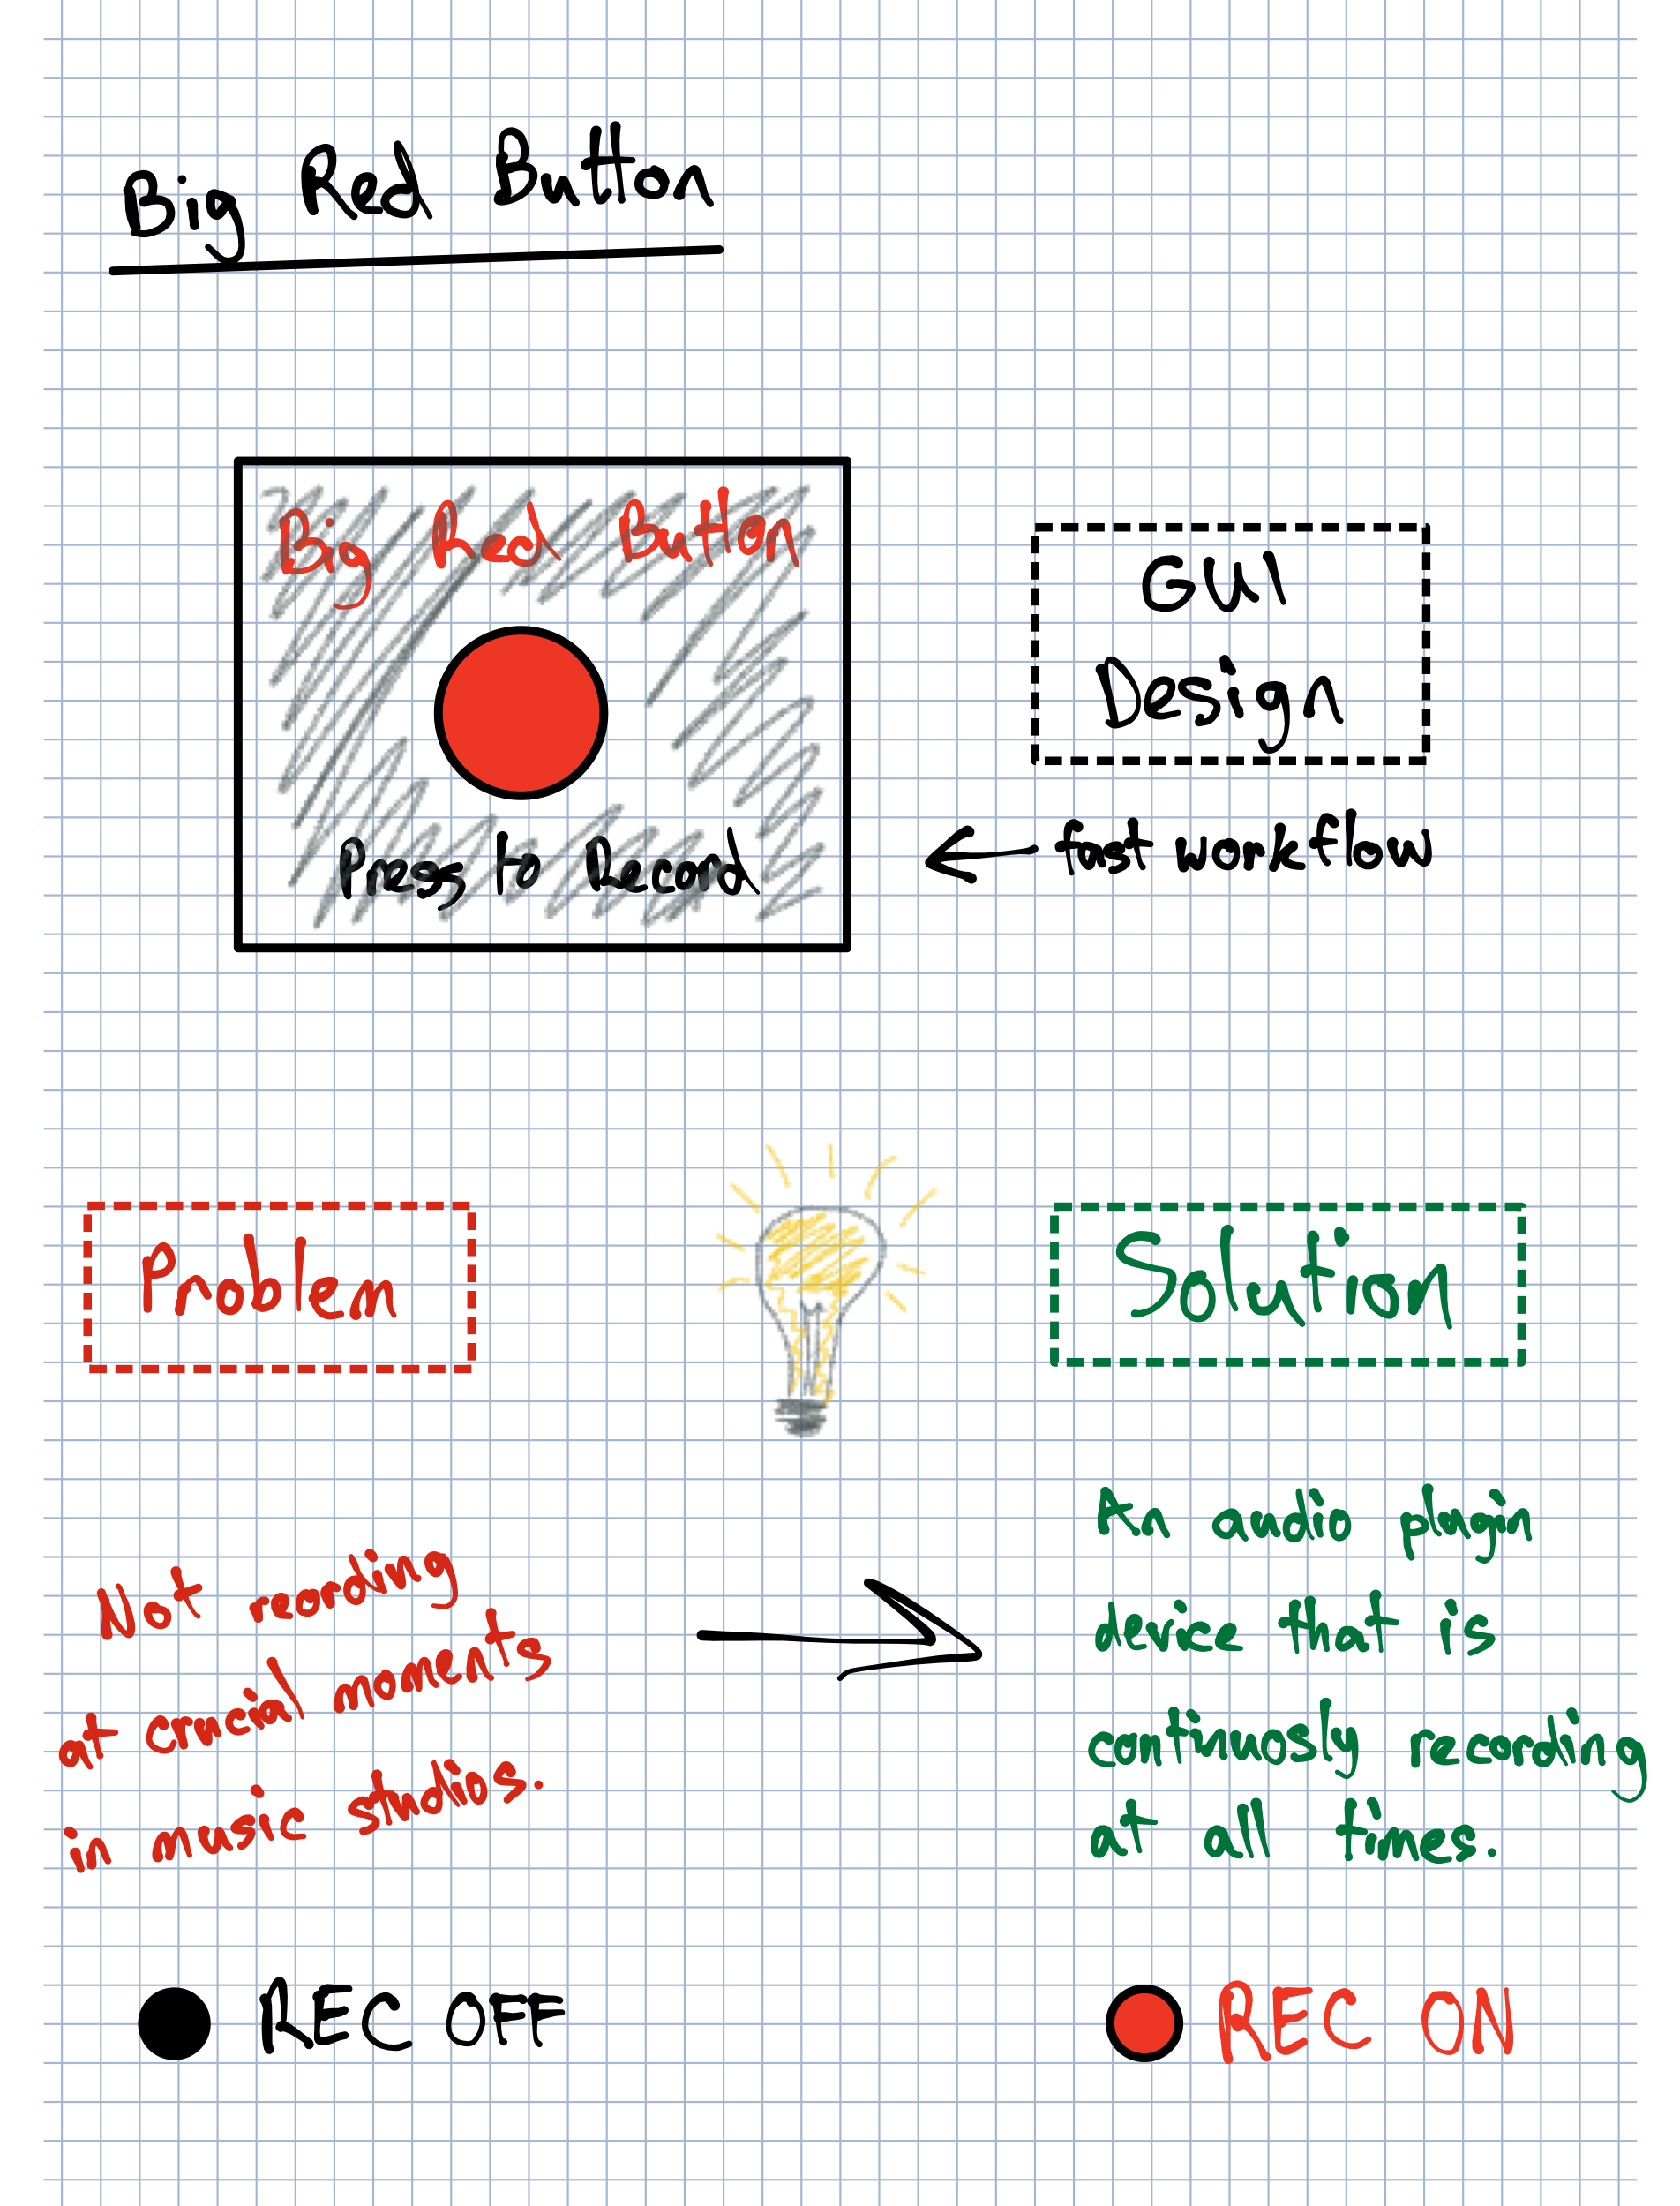 Big Red Button
Big Red Button
Press to Record
GUI
Design
fast workflow
Problem
Solution
Not reording
at crucial moments
in music studios.
An audio plugin
device that is
continuosly recording
at all times.
REC OFF
REC ON